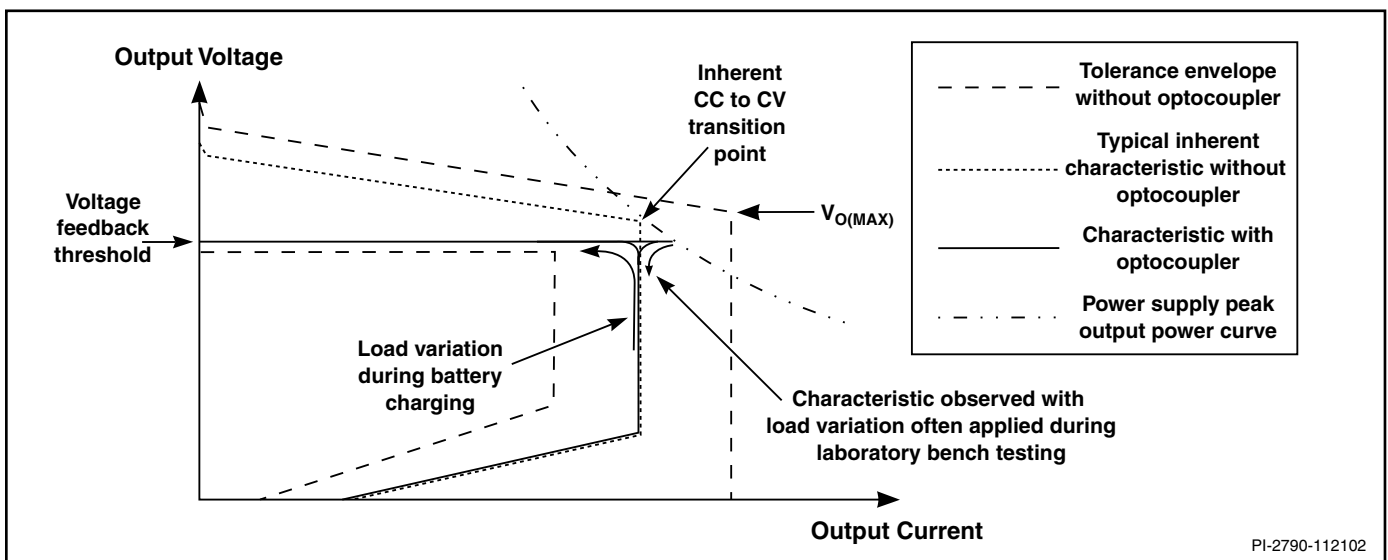 Output Voltage
Inherent
CC to CV
transition
point
Tolerance envelope
without optocoupler
Typical inherent
characteristic without
optocoupler
Characteristic with
optocoupler
Power supply peak
output power curve
Voltage
feedback
threshold
VO(MAX)
Load variation
during battery
charging
Characteristic observed with
load variation often applied during
laboratory bench testing
Output Current
PI-2790-112102